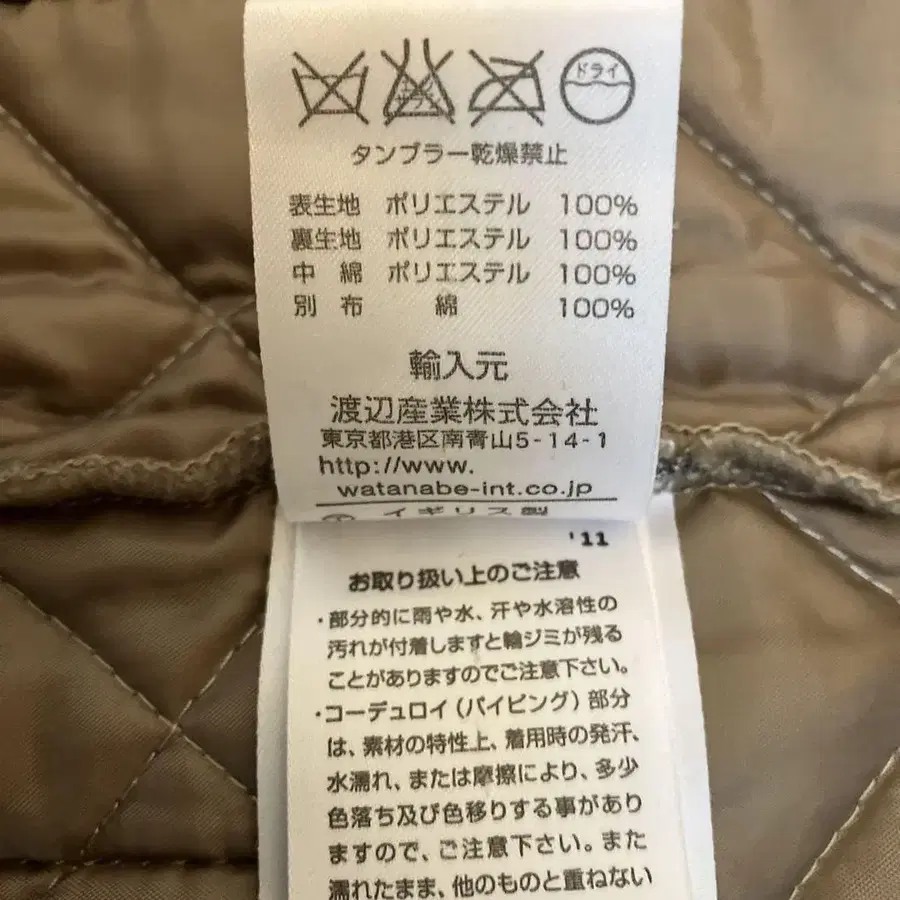 ドライ
タンブラー乾燥禁止
表生地 ポリエステル 100%
裏生地 ポリエステル 100%
中綿 ポリエステル 100%
別布 綿 100%
輸入元
渡辺産業株式会社
東京都港区南青山5-14-1
http://www.
watanabe-int.co.jp
イギリス製
'11
お取り扱い上のご注意
・部分的に雨や水、汗や水溶性の
汚れが付着しますと輪ジミが残る
ことがありますのでご注意下さい。
・コーデュロイ（パイピング）部分
は、素材の特性上、着用時の発汗、
水濡れ、または摩擦により、多少
色落ち及び色移りする事があり
ますので、ご注意下さい。また
濡れたまま、他のものと重ねない